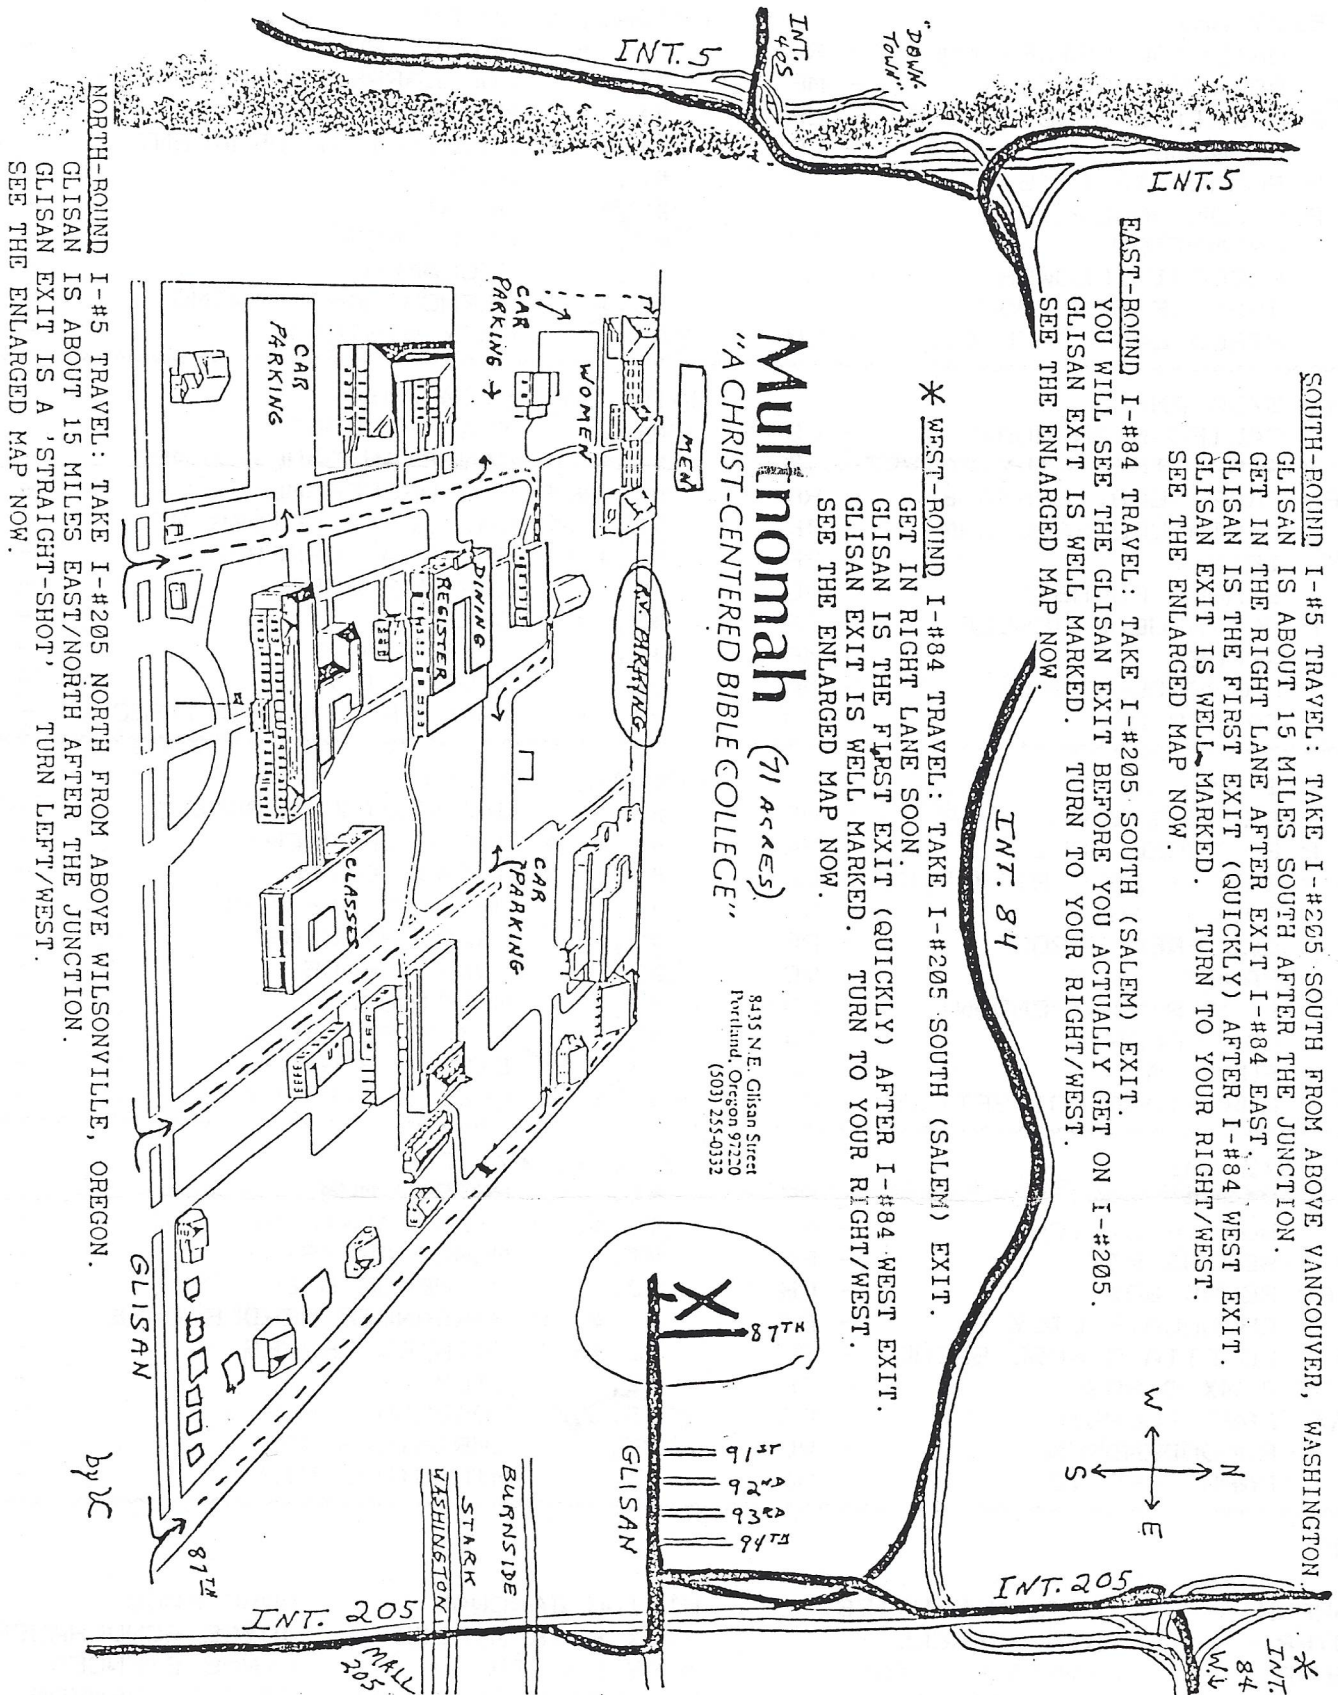 SOUTH-BOUND I-#5 TRAVEL: TAKE I-#205 SOUTH FROM ABOVE VANCOUVER, WASHINGTON
GLISAN IS ABOUT 15 MILES SOUTH AFTER THE JUNCTION.
GET IN THE RIGHT LANE AFTER EXIT I-#84 EAST.
GLISAN IS THE FIRST EXIT (QUICKLY) AFTER I-#84 WEST EXIT.
GLISAN EXIT IS WELL MARKED. TURN TO YOUR RIGHT/WEST.
SEE THE ENLARGED MAP NOW.
EAST-BOUND I-#84 TRAVEL: TAKE I-#205 SOUTH (SALEM) EXIT.
YOU WILL SEE THE GLISAN EXIT BEFORE YOU ACTUALLY GET ON I-#205.
GLISAN EXIT IS WELL MARKED. TURN TO YOUR RIGHT/WEST.
SEE THE ENLARGED MAP NOW
* WEST-BOUND I-#84 TRAVEL: TAKE I-#205 SOUTH (SALEM) EXIT.
GET IN RIGHT LANE SOON.
GLISAN IS THE FIRST EXIT (QUICKLY) AFTER I-#84 WEST EXIT.
GLISAN EXIT IS WELL MARKED. TURN TO YOUR RIGHT/WEST.
SEE THE ENLARGED MAP NOW.
"DOWN
TOWN"
INT.
405
INT. 5
INT. 5
INT. 84
INT. 205
*
INT.
84
W.↓
N
W
E
S
Multnomah (71 ACRES)
"A CHRIST-CENTERED BIBLE COLLEGE"
8435 N.E. Glisan Street
Portland, Oregon 97220
(503) 255-0332
X
87TH
91ST
92ND
93RD
94TH
GLISAN
BURNSIDE
STARK
WASHINGTON
INT. 205
MALL
205
MEN
RV PARKING
WOMEN
CAR
PARKING
DINING
REGISTER
CAR
PARKING
CAR
PARKING
CLASSES
GLISAN
87TH
by JC
NORTH-BOUND I-#5 TRAVEL: TAKE I-#205 NORTH FROM ABOVE WILSONVILLE, OREGON.
GLISAN IS ABOUT 15 MILES EAST/NORTH AFTER THE JUNCTION.
GLISAN EXIT IS A 'STRAIGHT-SHOT' TURN LEFT/WEST.
SEE THE ENLARGED MAP NOW.